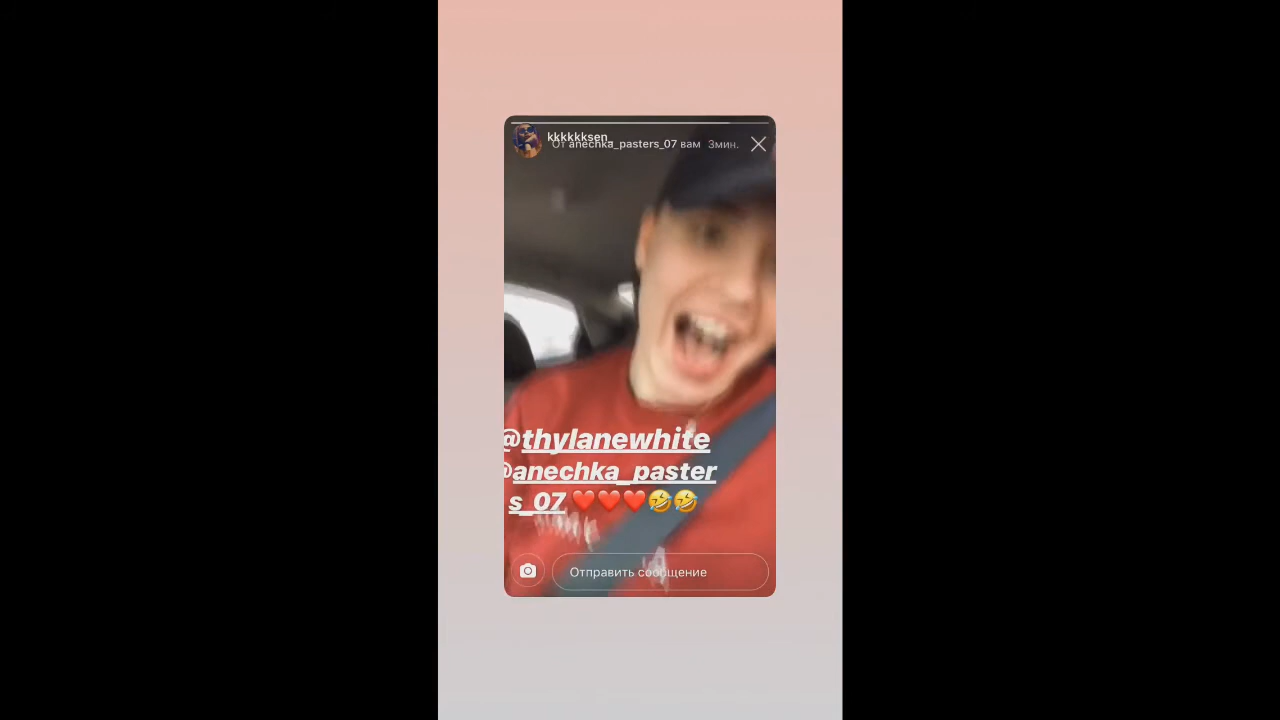 kkkkkksen
От anechka_pasters_07 вам 3мин.
@thylanewhite
@anechka_paster
s_07 ❤️❤️❤️🤣🤣
Отправить сообщение